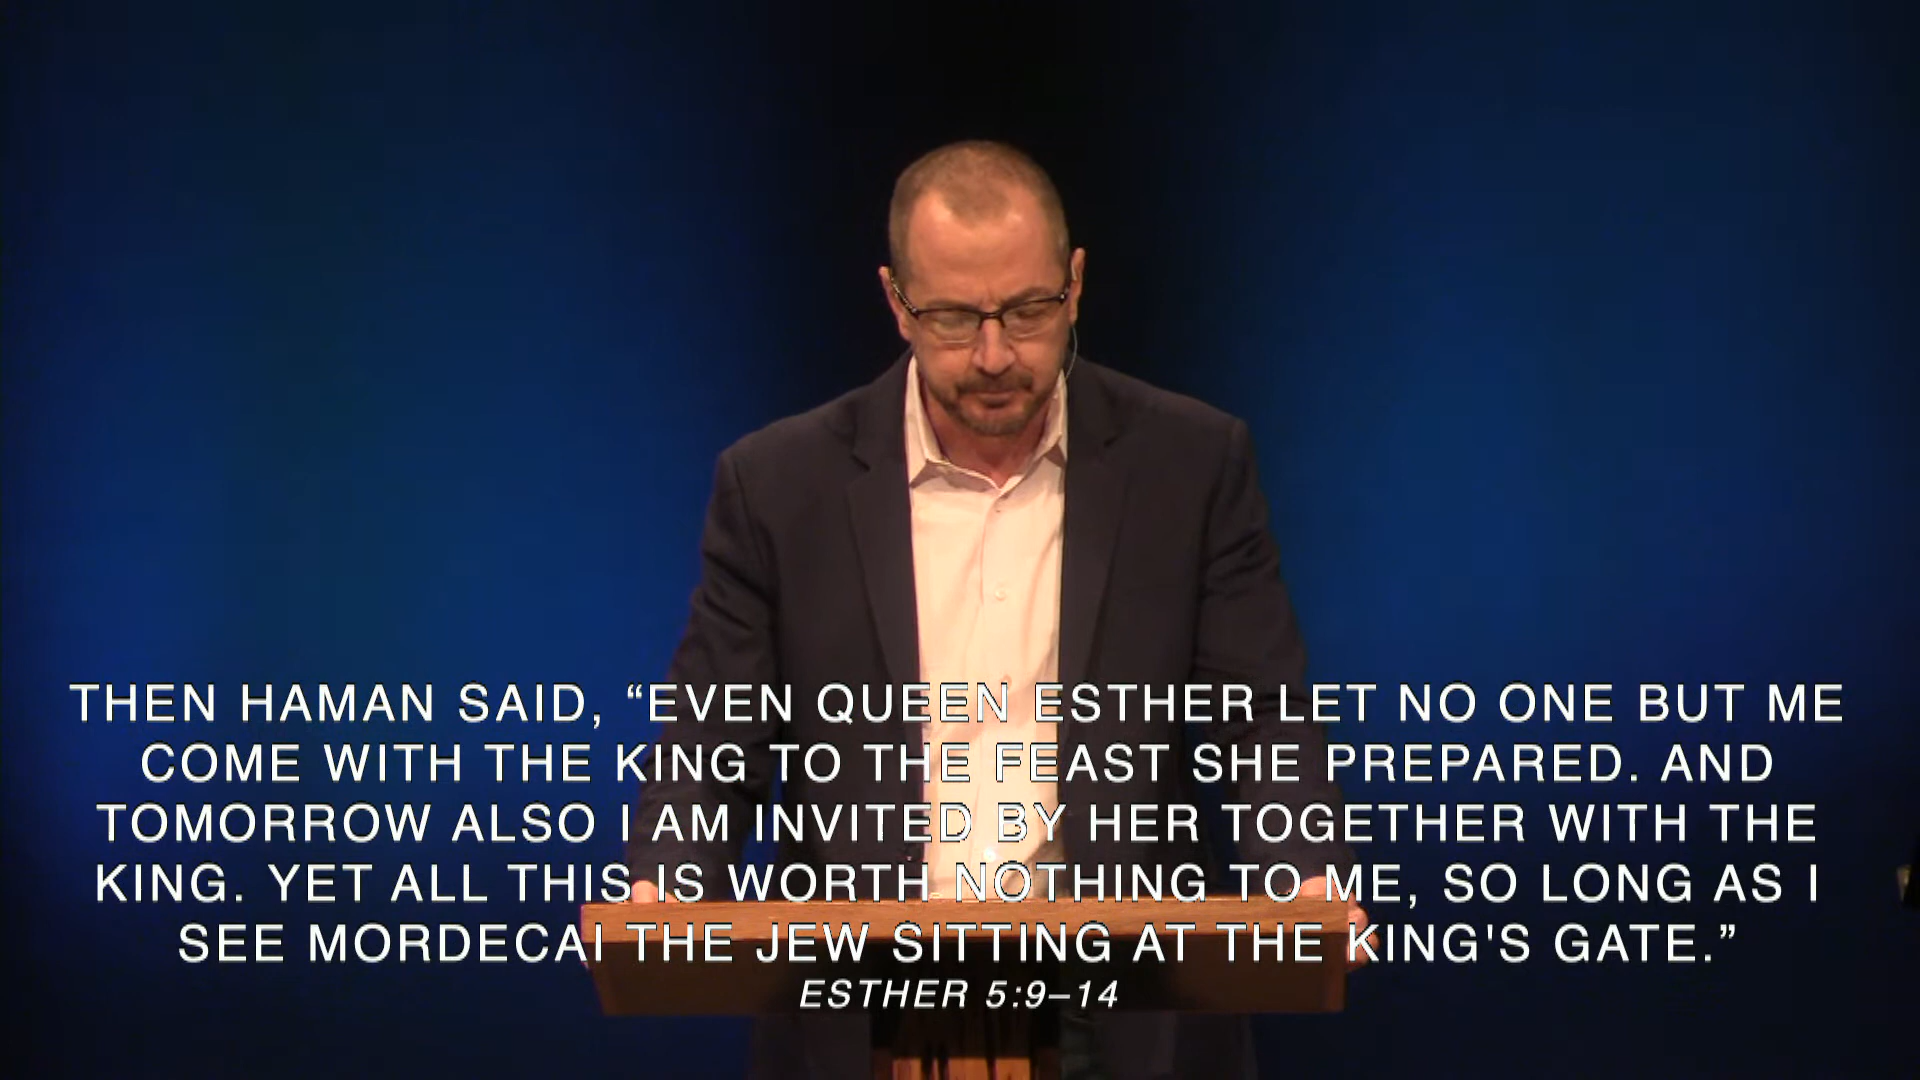 THEN HAMAN SAID, “EVEN QUEEN ESTHER LET NO ONE BUT ME
COME WITH THE KING TO THE FEAST SHE PREPARED. AND
TOMORROW ALSO I AM INVITED BY HER TOGETHER WITH THE
KING. YET ALL THIS IS WORTH NOTHING TO ME, SO LONG AS I
SEE MORDECAI THE JEW SITTING AT THE KING'S GATE.”
ESTHER 5:9–14